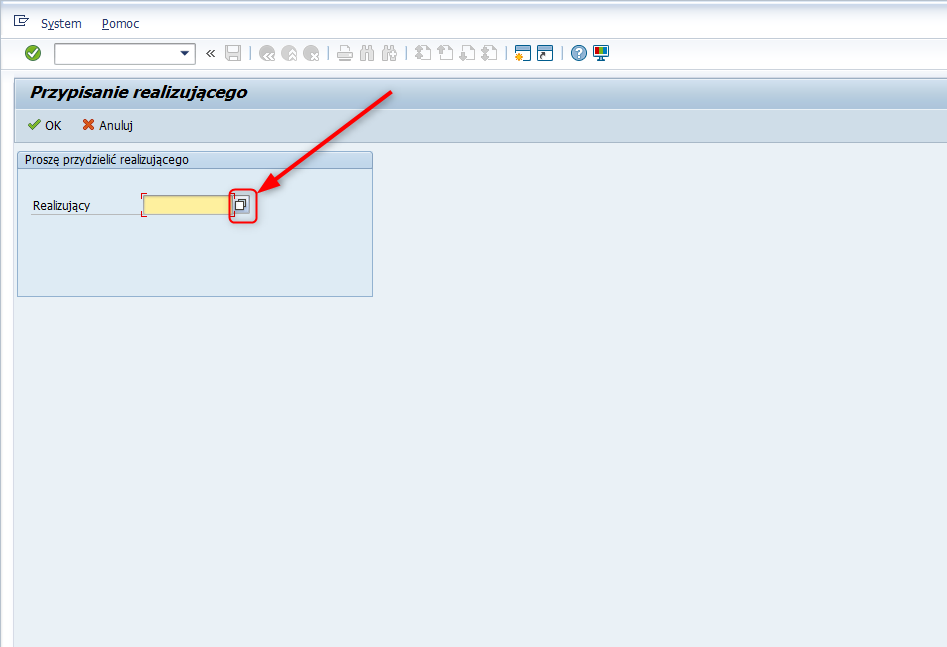 System Pomoc
Przypisanie realizującego
OK Anuluj
Proszę przydzielić realizującego
Realizujący